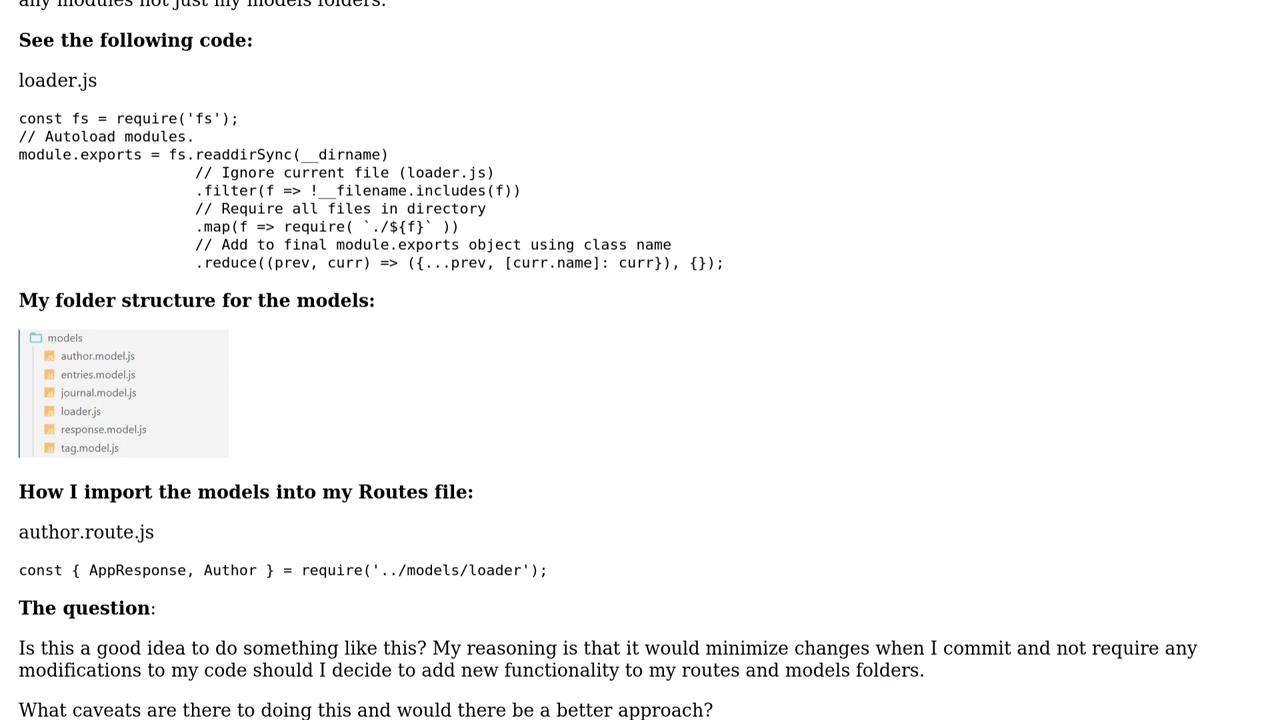 any modules not just my models folders.
See the following code:
loader.js
const fs = require('fs');
// Autoload modules.
module.exports = fs.readdirSync(__dirname)
                    // Ignore current file (loader.js)
                    .filter(f => !__filename.includes(f))
                    // Require all files in directory
                    .map(f => require( `./${f}` ))
                    // Add to final module.exports object using class name
                    .reduce((prev, curr) => ({...prev, [curr.name]: curr}), {});
My folder structure for the models:
models
author.model.js
entries.model.js
journal.model.js
loader.js
response.model.js
tag.model.js
How I import the models into my Routes file:
author.route.js
const { AppResponse, Author } = require('../models/loader');
The question:
Is this a good idea to do something like this? My reasoning is that it would minimize changes when I commit and not require any
modifications to my code should I decide to add new functionality to my routes and models folders.
What caveats are there to doing this and would there be a better approach?